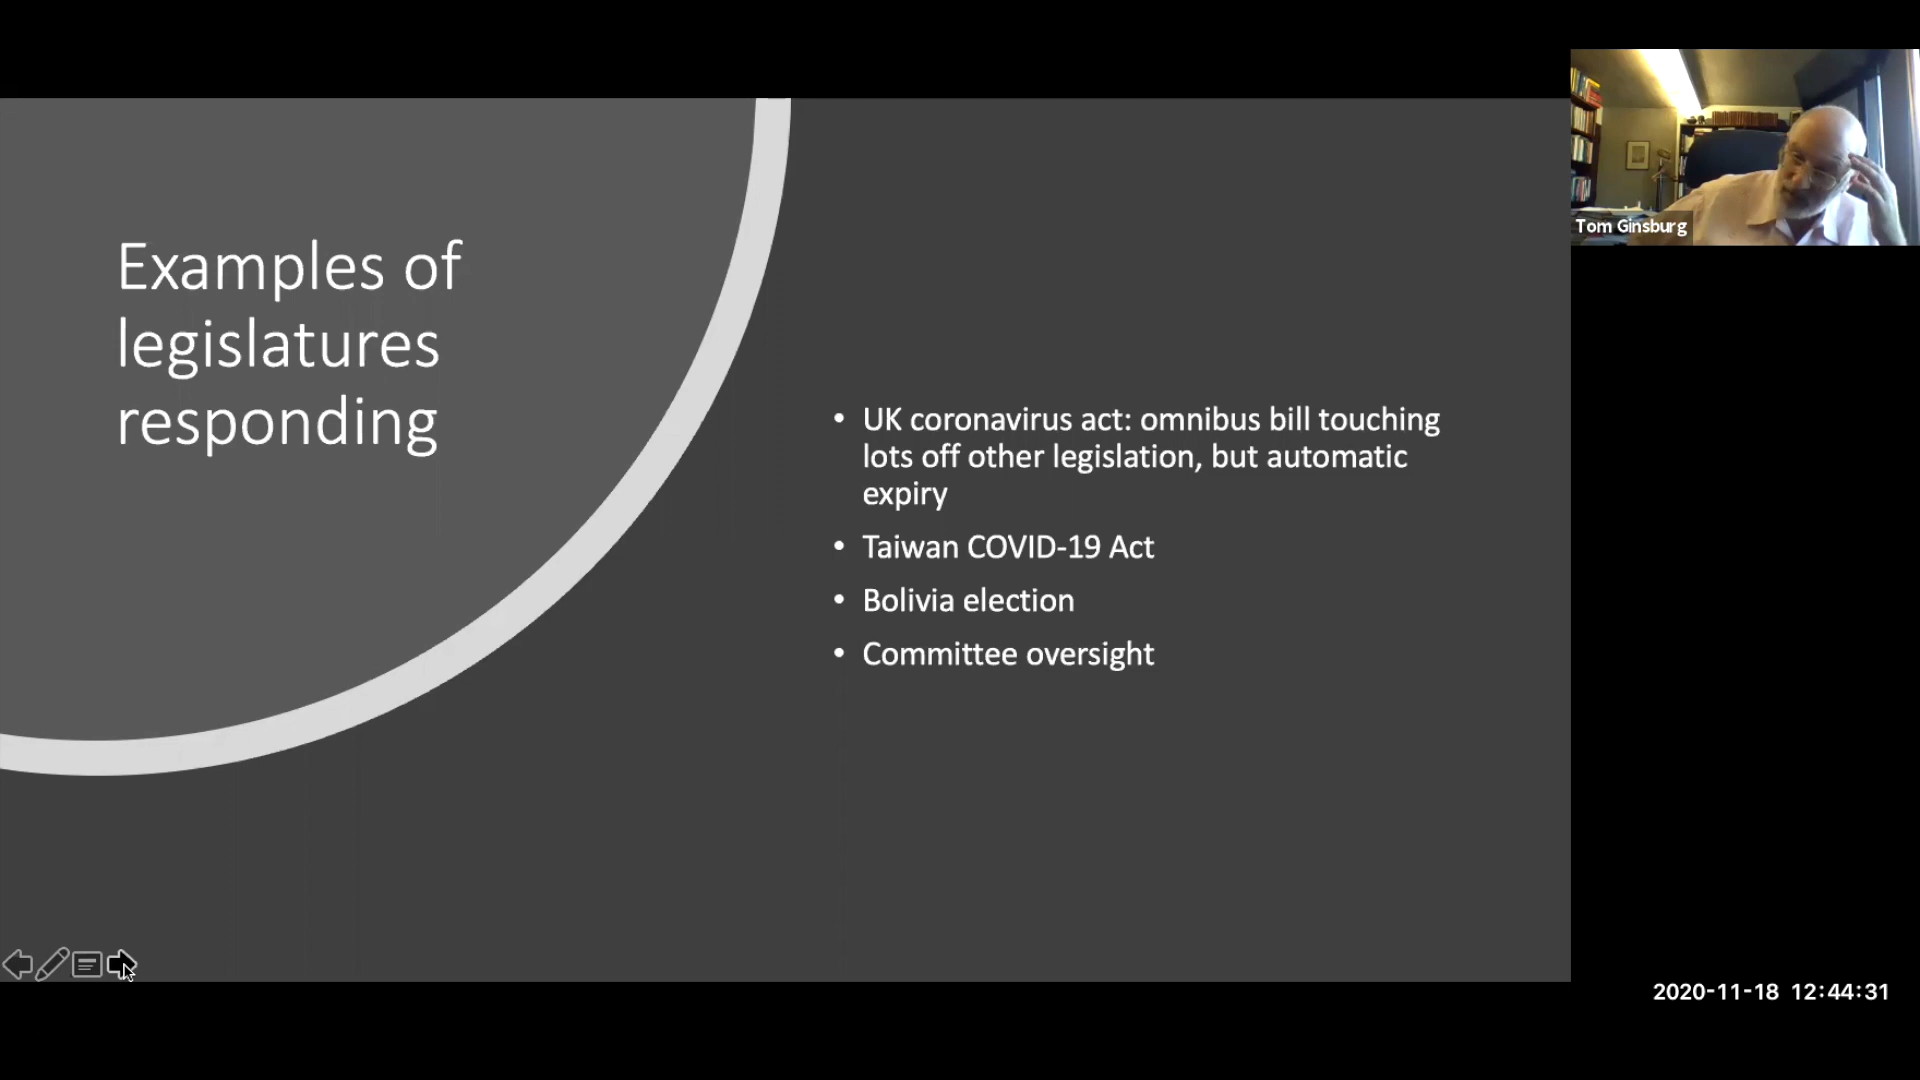 Examples of
legislatures
responding
• UK coronavirus act: omnibus bill touching
lots off other legislation, but automatic
expiry
• Taiwan COVID-19 Act
• Bolivia election
• Committee oversight
Tom Ginsburg
2020-11-18 12:44:31